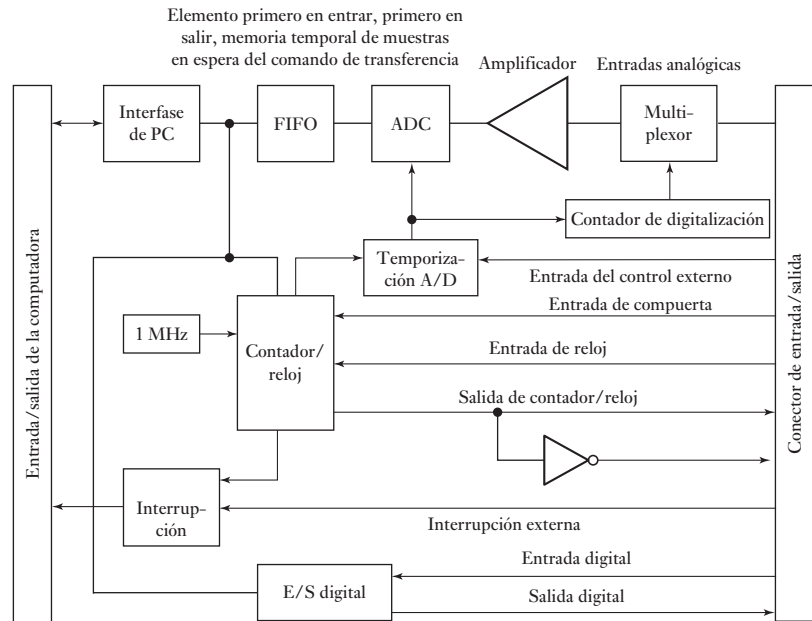 Elemento primero en entrar, primero en
salir, memoria temporal de muestras
en espera del comando de transferencia
Amplificador
Entradas analógicas
Interfase
de PC
FIFO
ADC
Multi-
plexor
Contador de digitalización
Temporiza-
ción A/D
Entrada del control externo
Entrada de compuerta
1 MHz
Contador/
reloj
Entrada de reloj
Salida de contador/reloj
Interrup-
ción
Interrupción externa
Entrada digital
E/S digital
Salida digital
Entrada/salida de la computadora
Conector de entrada/salida